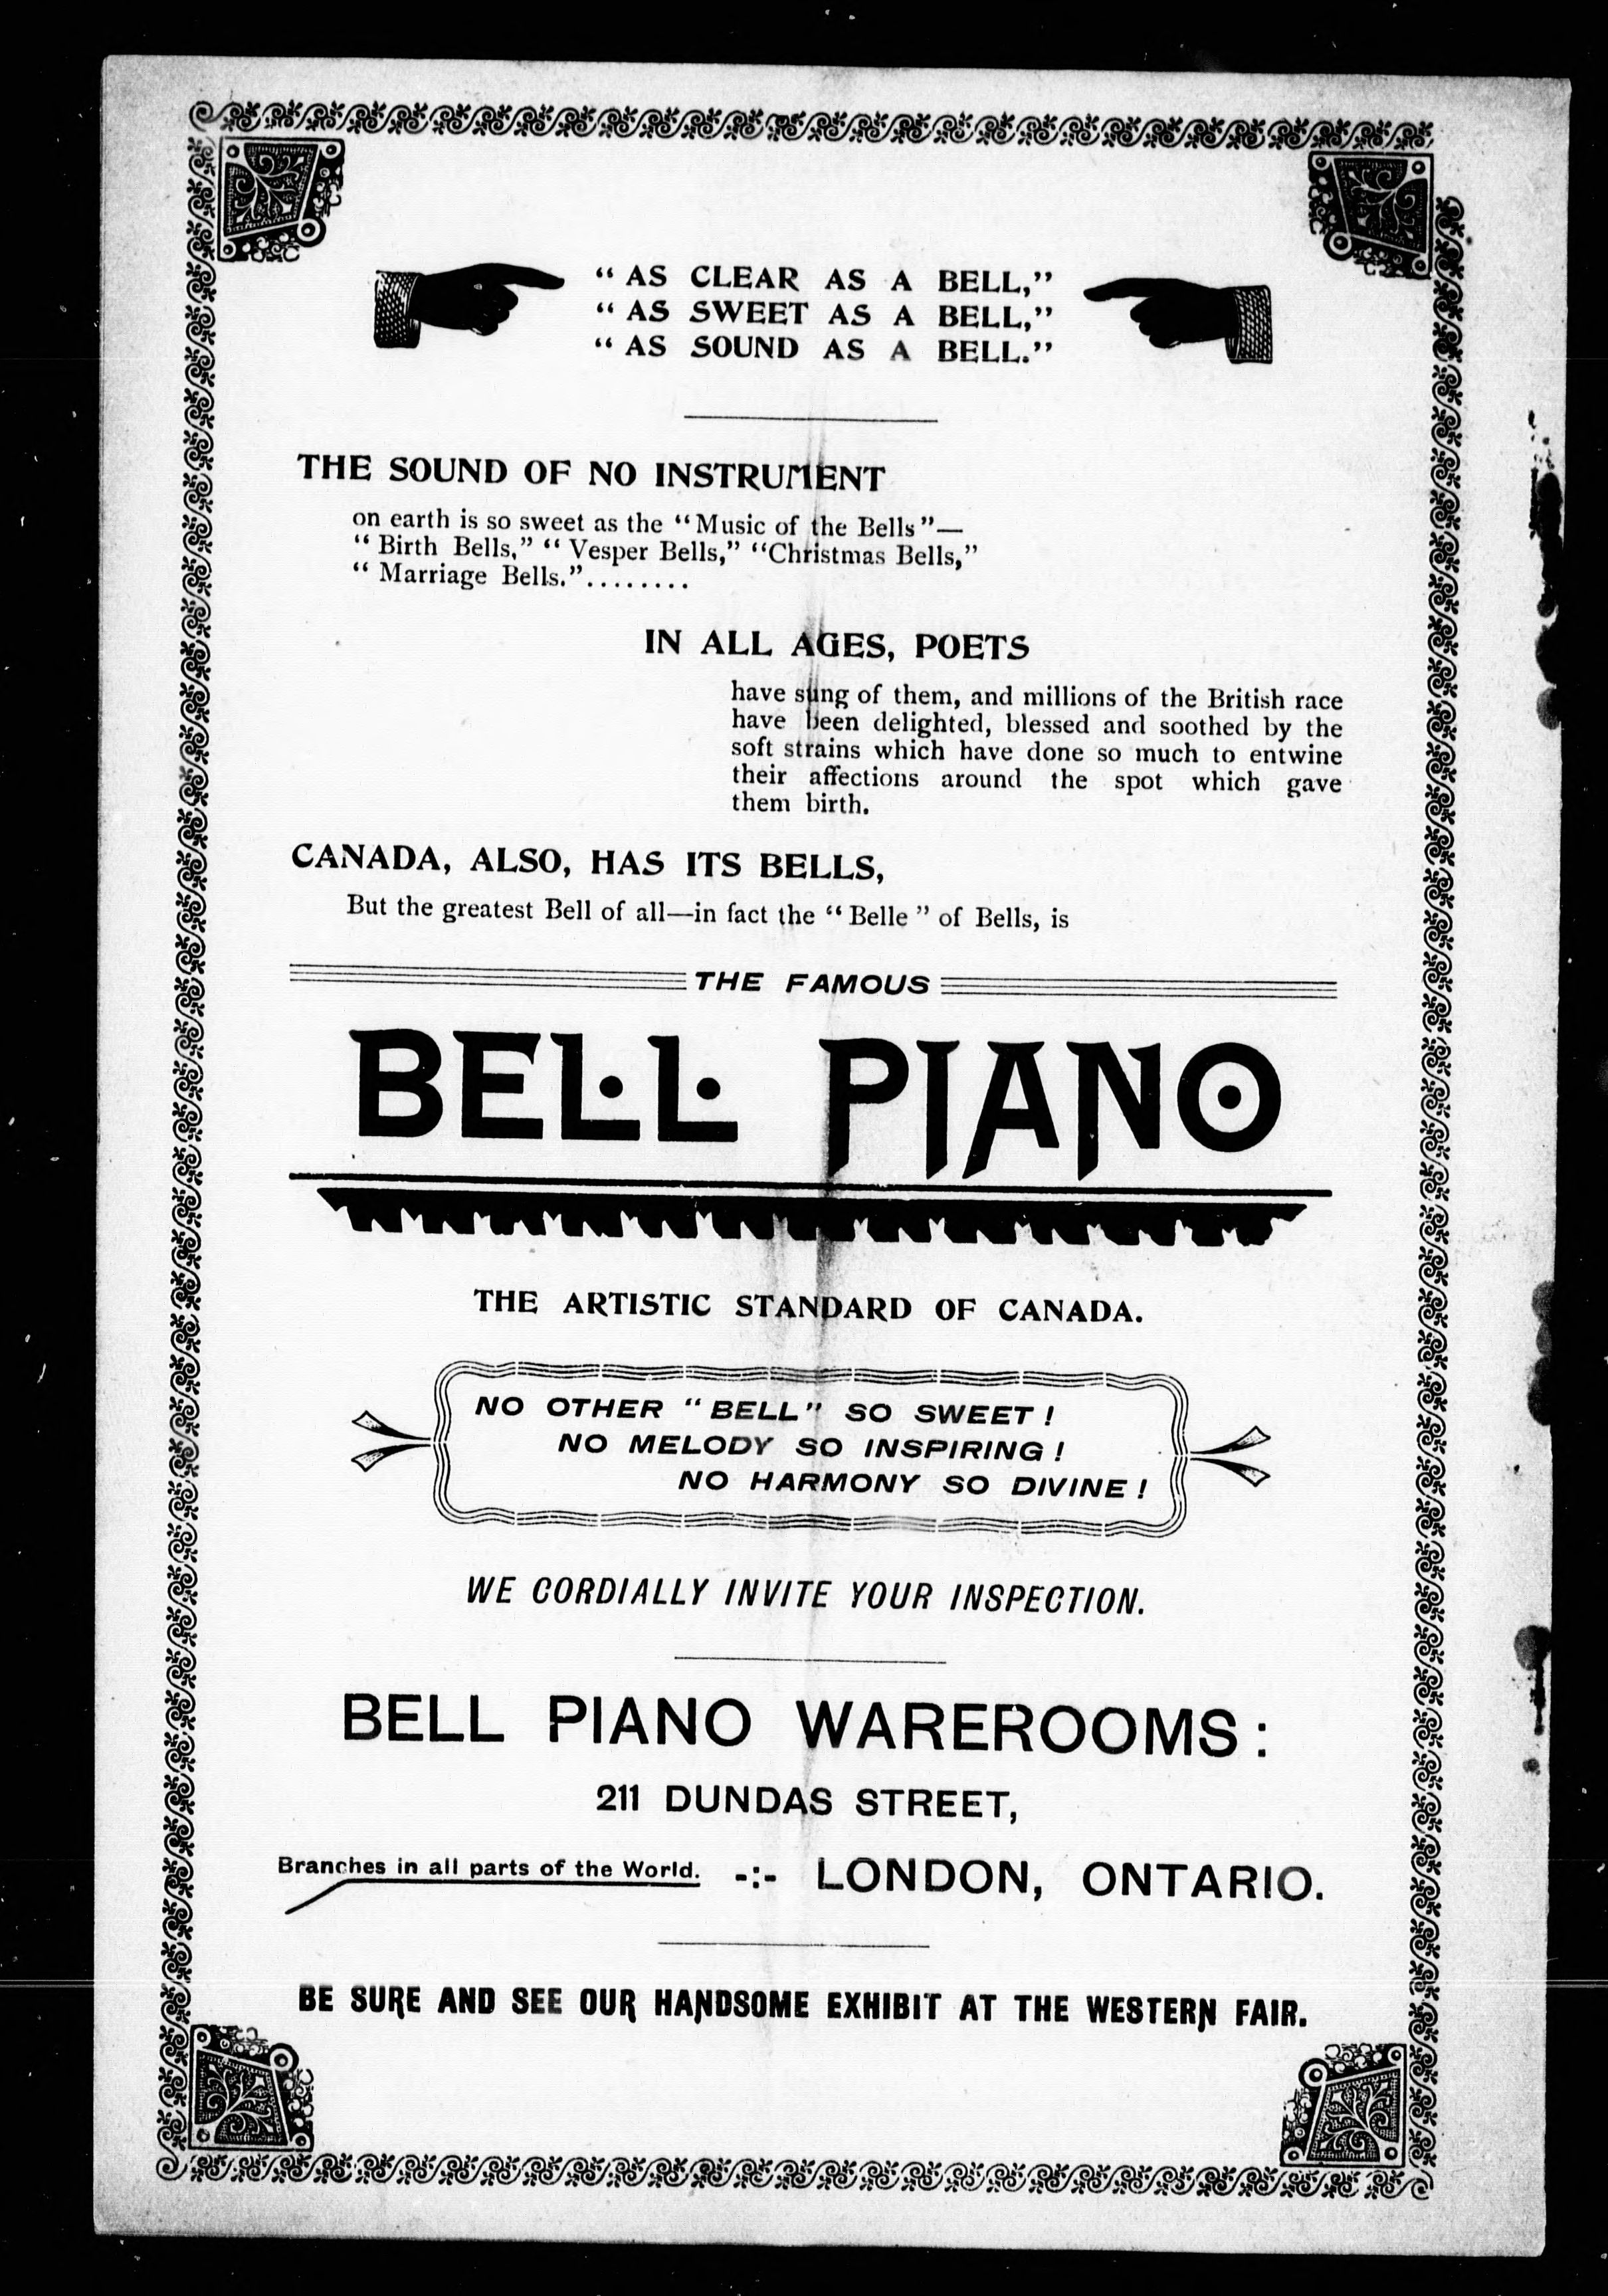 “ AS CLEAR AS A BELL,”
“ AS SWEET AS A BELL,”
“ AS SOUND AS A BELL.”
THE SOUND OF NO INSTRUMENT
on earth is so sweet as the “Music of the Bells”—
“ Birth Bells,” “ Vesper Bells,” “Christmas Bells,”
“ Marriage Bells.”........
IN ALL AGES, POETS
have sung of them, and millions of the British race
have been delighted, blessed and soothed by the
soft strains which have done so much to entwine
their affections around the spot which gave
them birth.
CANADA, ALSO, HAS ITS BELLS,
But the greatest Bell of all—in fact the “ Belle ” of Bells, is
THE FAMOUS
BELL PIANO
THE ARTISTIC STANDARD OF CANADA.
NO OTHER “BELL” SO SWEET !
NO MELODY SO INSPIRING !
NO HARMONY SO DIVINE !
WE CORDIALLY INVITE YOUR INSPECTION.
BELL PIANO WAREROOMS :
211 DUNDAS STREET,
Branches in all parts of the World. -:- LONDON, ONTARIO.
BE SURE AND SEE OUR HANDSOME EXHIBIT AT THE WESTERN FAIR.